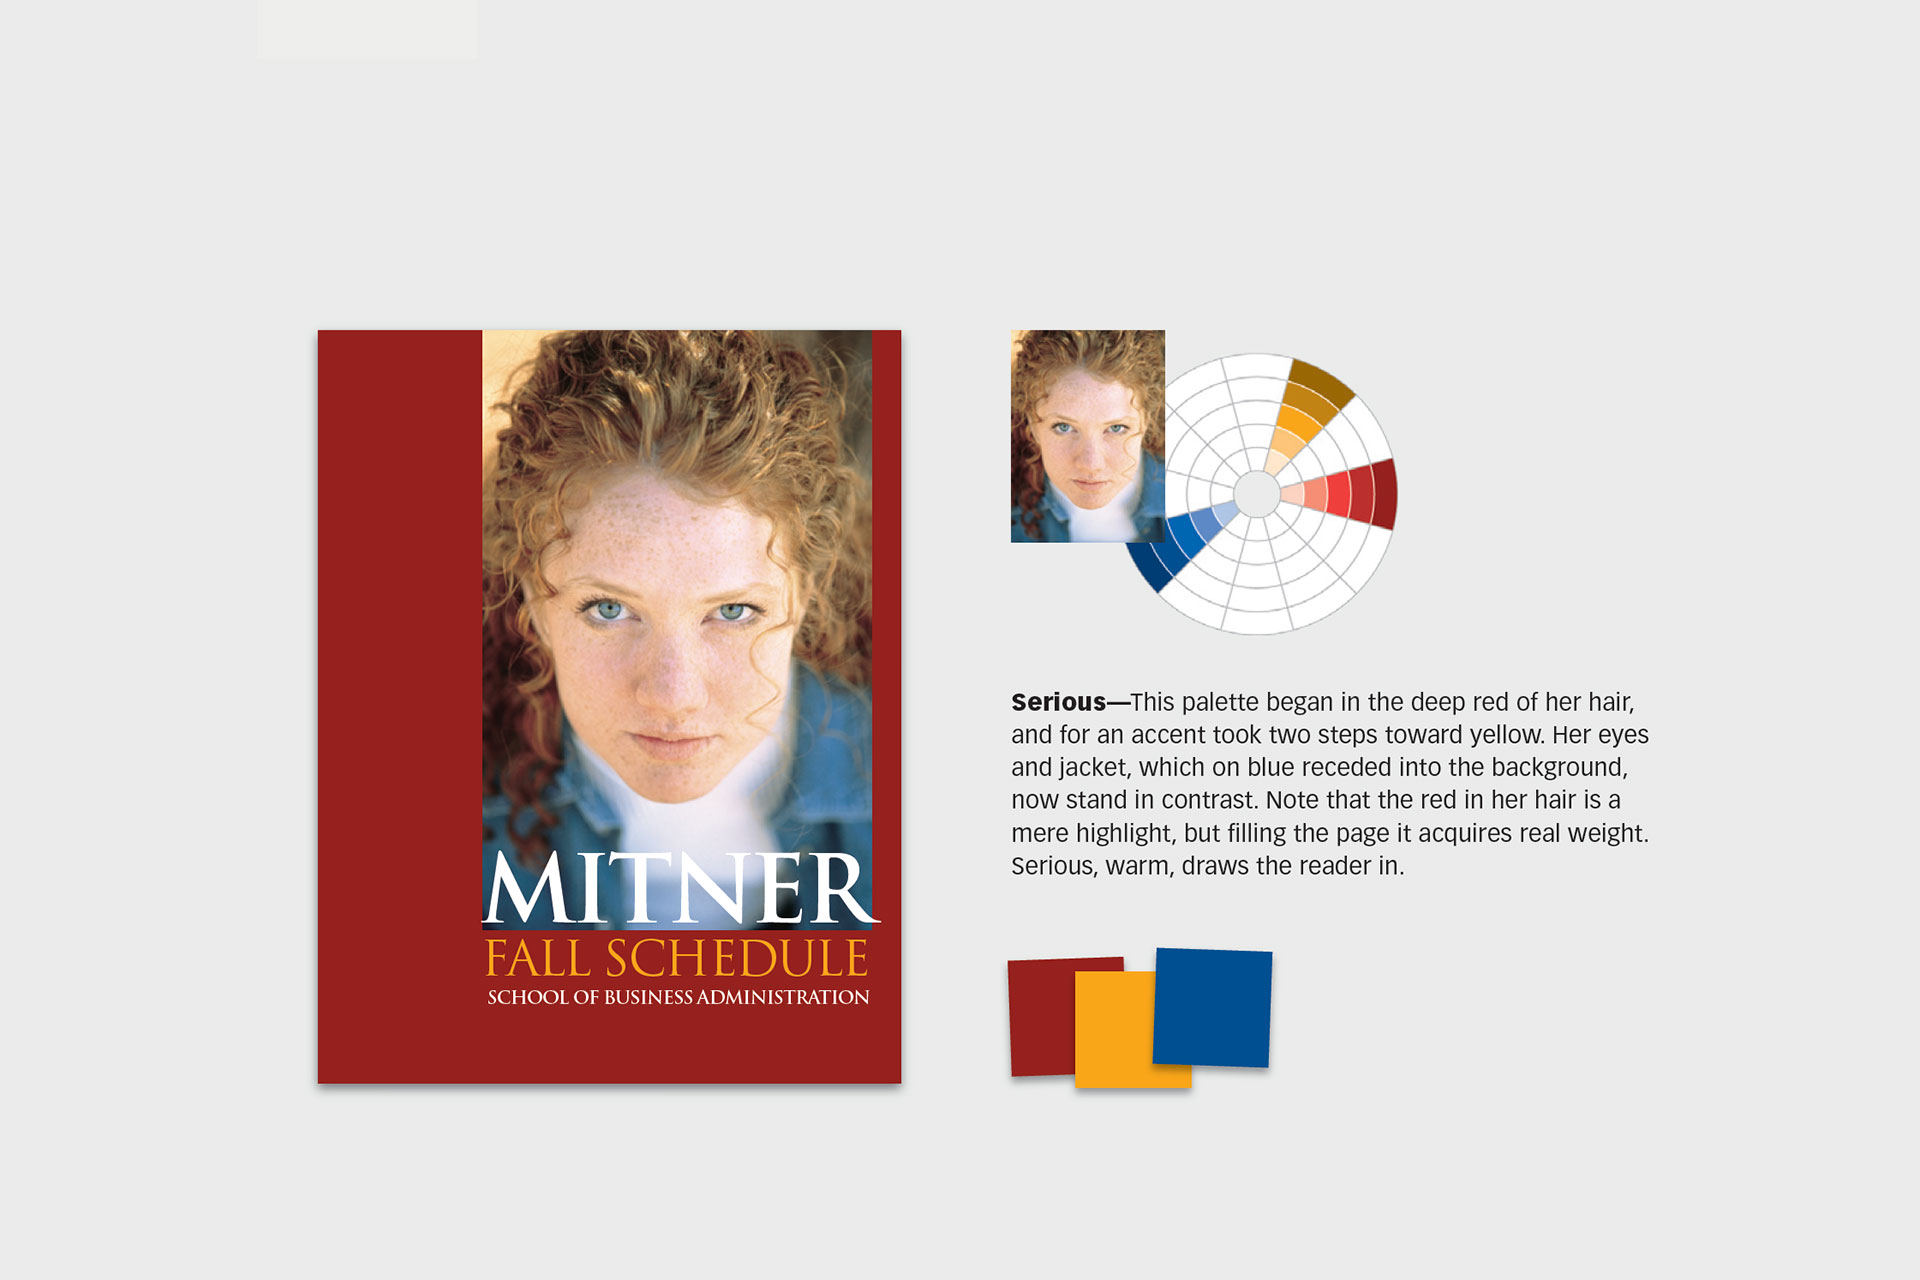 MITNER
FALL SCHEDULE
SCHOOL OF BUSINESS ADMINISTRATION
Serious—This palette began in the deep red of her hair,
and for an accent took two steps toward yellow. Her eyes
and jacket, which on blue receded into the background,
now stand in contrast. Note that the red in her hair is a
mere highlight, but filling the page it acquires real weight.
Serious, warm, draws the reader in.